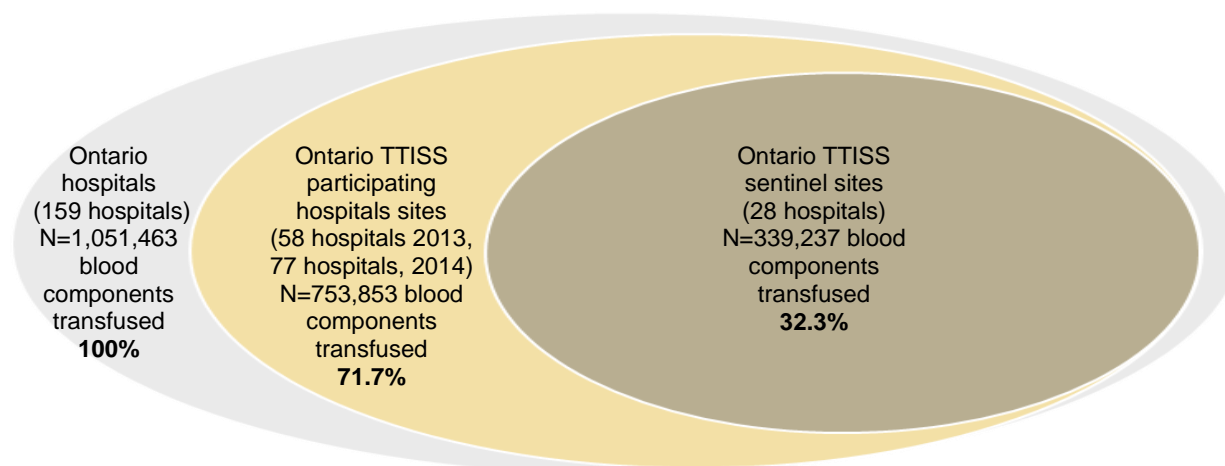 Ontario
hospitals
(159 hospitals)
N=1,051,463
blood
components
transfused
100%
Ontario TTISS
participating
hospitals sites
(58 hospitals 2013,
77 hospitals, 2014)
N=753,853 blood
components
transfused
71.7%
Ontario TTISS
sentinel sites
(28 hospitals)
N=339,237 blood
components
transfused
32.3%